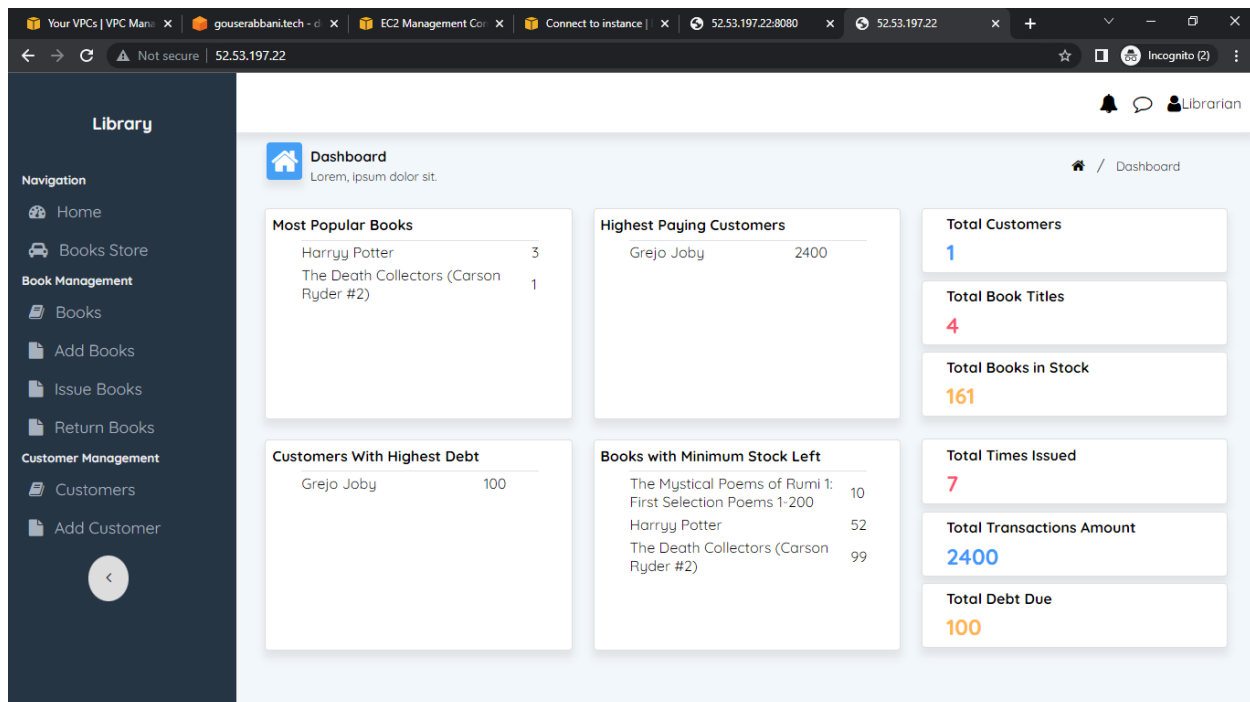 Your VPCs | VPC Mana
gouserabbani.tech - d
EC2 Management Con
Connect to instance |
52.53.197.22:8080
52.53.197.22
Not secure | 52.53.197.22
Incognito (2)
Library
Librarian
Navigation
Home
Books Store
Book Management
Books
Add Books
Issue Books
Return Books
Customer Management
Customers
Add Customer
Dashboard
Lorem, ipsum dolor sit.
/ Dashboard
Most Popular Books
Harryy Potter 3
The Death Collectors (Carson
Ryder #2) 1
Highest Paying Customers
Grejo Joby 2400
Total Customers
1
Total Book Titles
4
Total Books in Stock
161
Customers With Highest Debt
Grejo Joby 100
Books with Minimum Stock Left
The Mystical Poems of Rumi 1:
First Selection Poems 1-200 10
Harryy Potter 52
The Death Collectors (Carson
Ryder #2) 99
Total Times Issued
7
Total Transactions Amount
2400
Total Debt Due
100